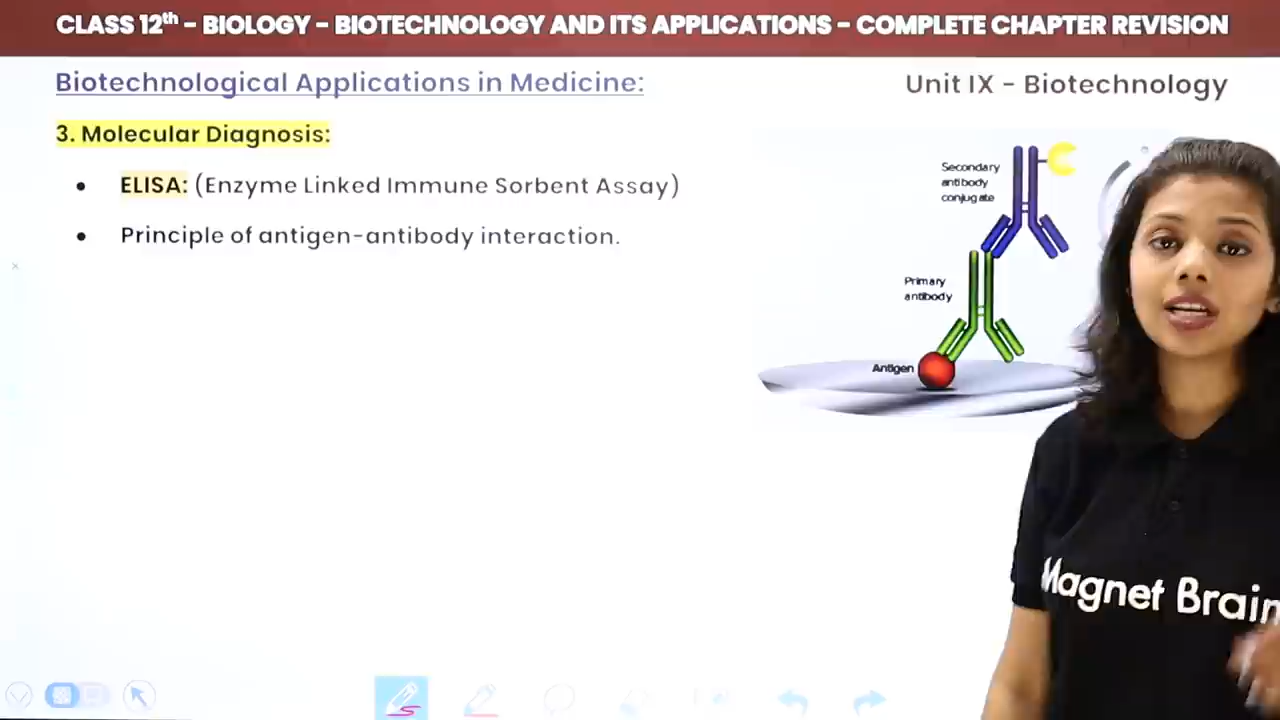 CLASS 12th – BIOLOGY – BIOTECHNOLOGY AND ITS APPLICATIONS – COMPLETE CHAPTER REVISION
Biotechnological Applications in Medicine:
Unit IX – Biotechnology
3. Molecular Diagnosis:
• ELISA: (Enzyme Linked Immune Sorbent Assay)
• Principle of antigen-antibody interaction.
Secondary
antibody
conjugate
Primary
antibody
Antigen
Magnet Brain